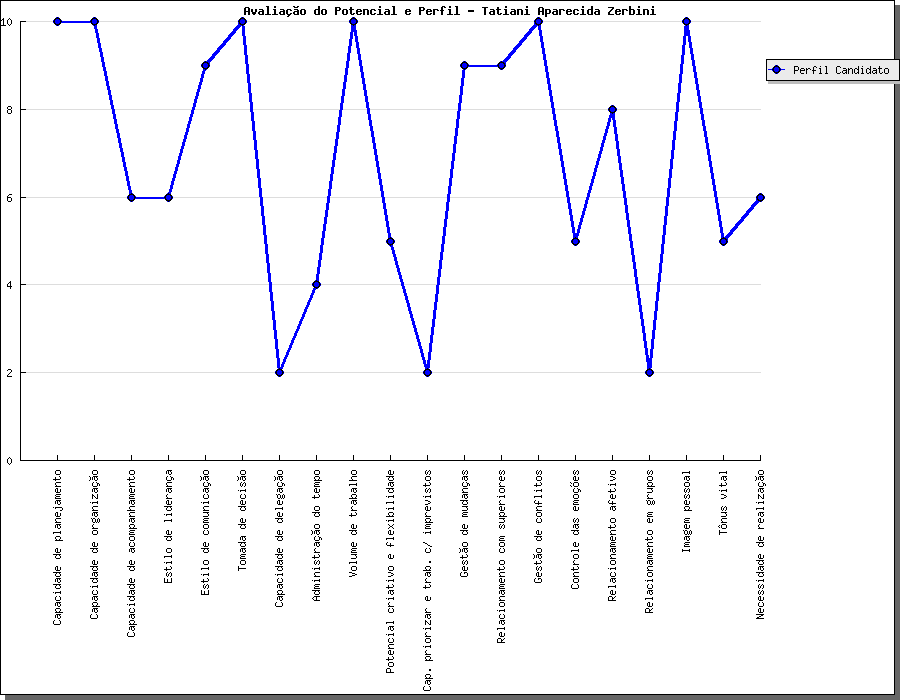 Avaliação do Potencial e Perfil - Tatiani Aparecida Zerbini
Perfil Candidato
10
8
6
4
2
0
Capacidade de planejamento
Capacidade de organização
Capacidade de acompanhamento
Estilo de liderança
Estilo de comunicação
Tomada de decisão
Capacidade de delegação
Administração do tempo
Volume de trabalho
Potencial criativo e flexibilidade
Cap. priorizar e trab. c/ imprevistos
Gestão de mudanças
Relacionamento com superiores
Gestão de conflitos
Controle das emoções
Relacionamento afetivo
Relacionamento em grupos
Imagem pessoal
Tônus vital
Necessidade de realização